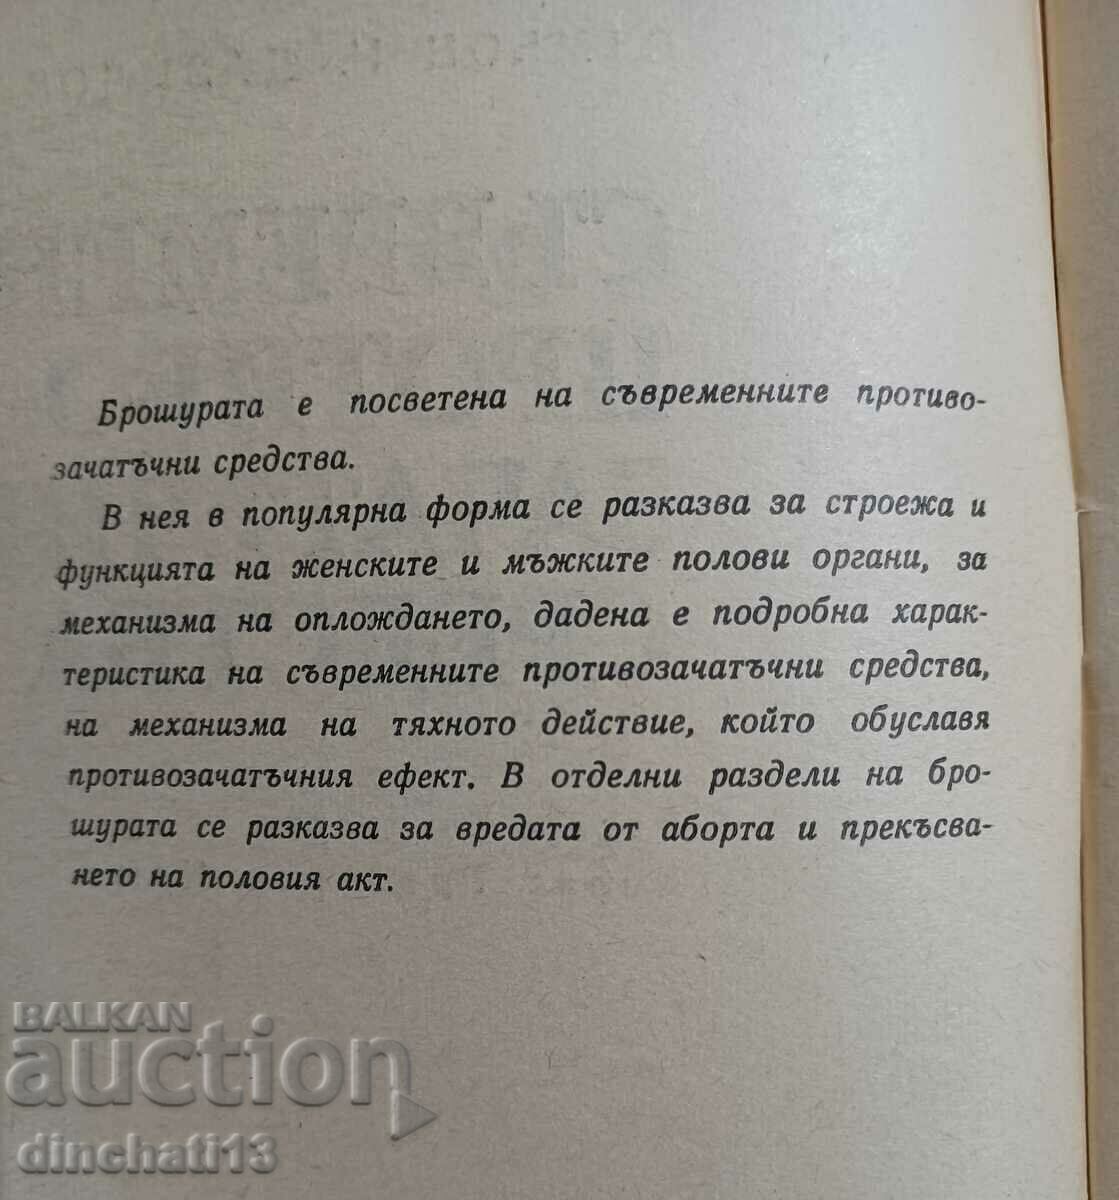 Брошурата е посветена на съвременните противо-
зачатъчни средства.
В нея в популярна форма се разказва за строежа и
функцията на женските и мъжките полови органи, за
механизма на оплождането, дадена е подробна харак-
теристика на съвременните противозачатъчни средства,
на механизма на тяхното действие, който обуславя
противозачатъчния ефект. В отделни раздели на бро-
шурата се разказва за вредата от аборта и прекъсва-
нето на половия акт.
BALKAN
auction
dinchati13